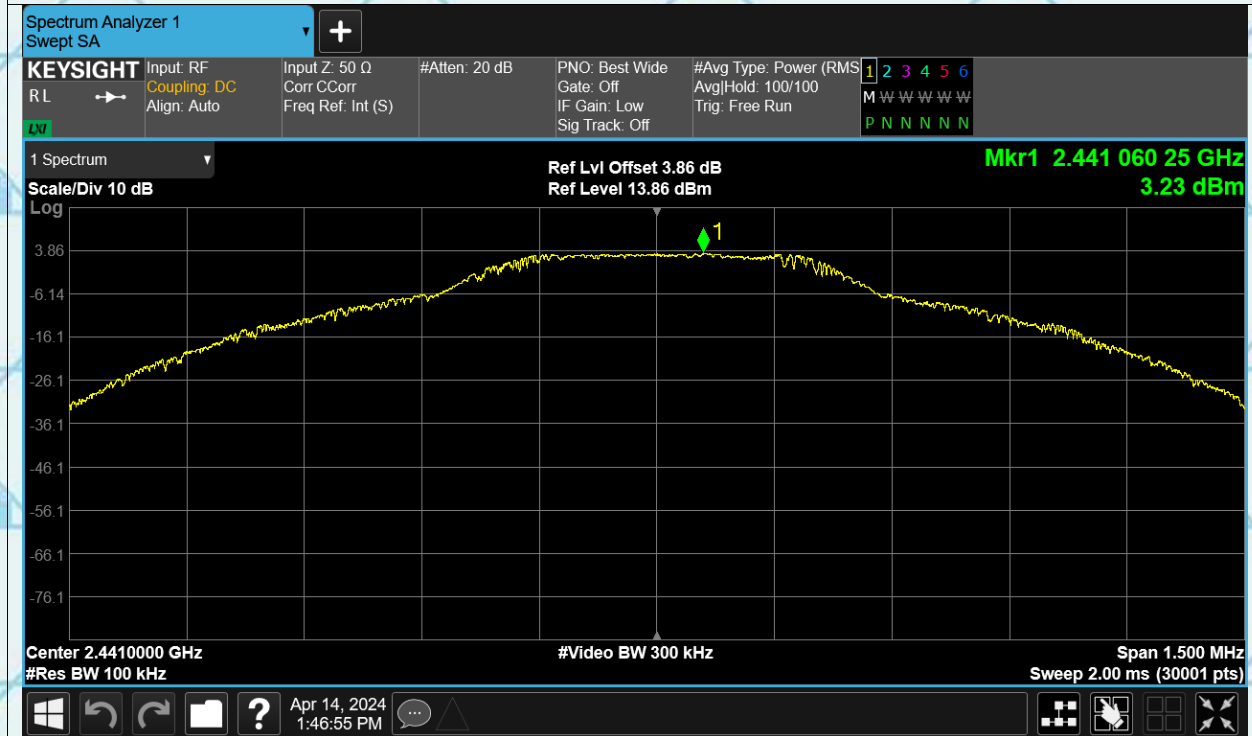 Spectrum Analyzer 1
Swept SA
+
KEYSIGHT
RL
LXI
Input: RF
Coupling: DC
Align: Auto
Input Z: 50 Ω
Corr CCorr
Freq Ref: Int (S)
#Atten: 20 dB
PNO: Best Wide
Gate: Off
IF Gain: Low
Sig Track: Off
#Avg Type: Power (RMS
Avg|Hold: 100/100
Trig: Free Run
1 2 3 4 5 6
M W W W W W
P N N N N N
1 Spectrum
Scale/Div 10 dB
Log
Ref Lvl Offset 3.86 dB
Ref Level 13.86 dBm
Mkr1 2.441 060 25 GHz
3.23 dBm
1
3.86
-6.14
-16.1
-26.1
-36.1
-46.1
-56.1
-66.1
-76.1
Center 2.4410000 GHz
#Res BW 100 kHz
#Video BW 300 kHz
Span 1.500 MHz
Sweep 2.00 ms (30001 pts)
?
Apr 14, 2024
1:46:55 PM